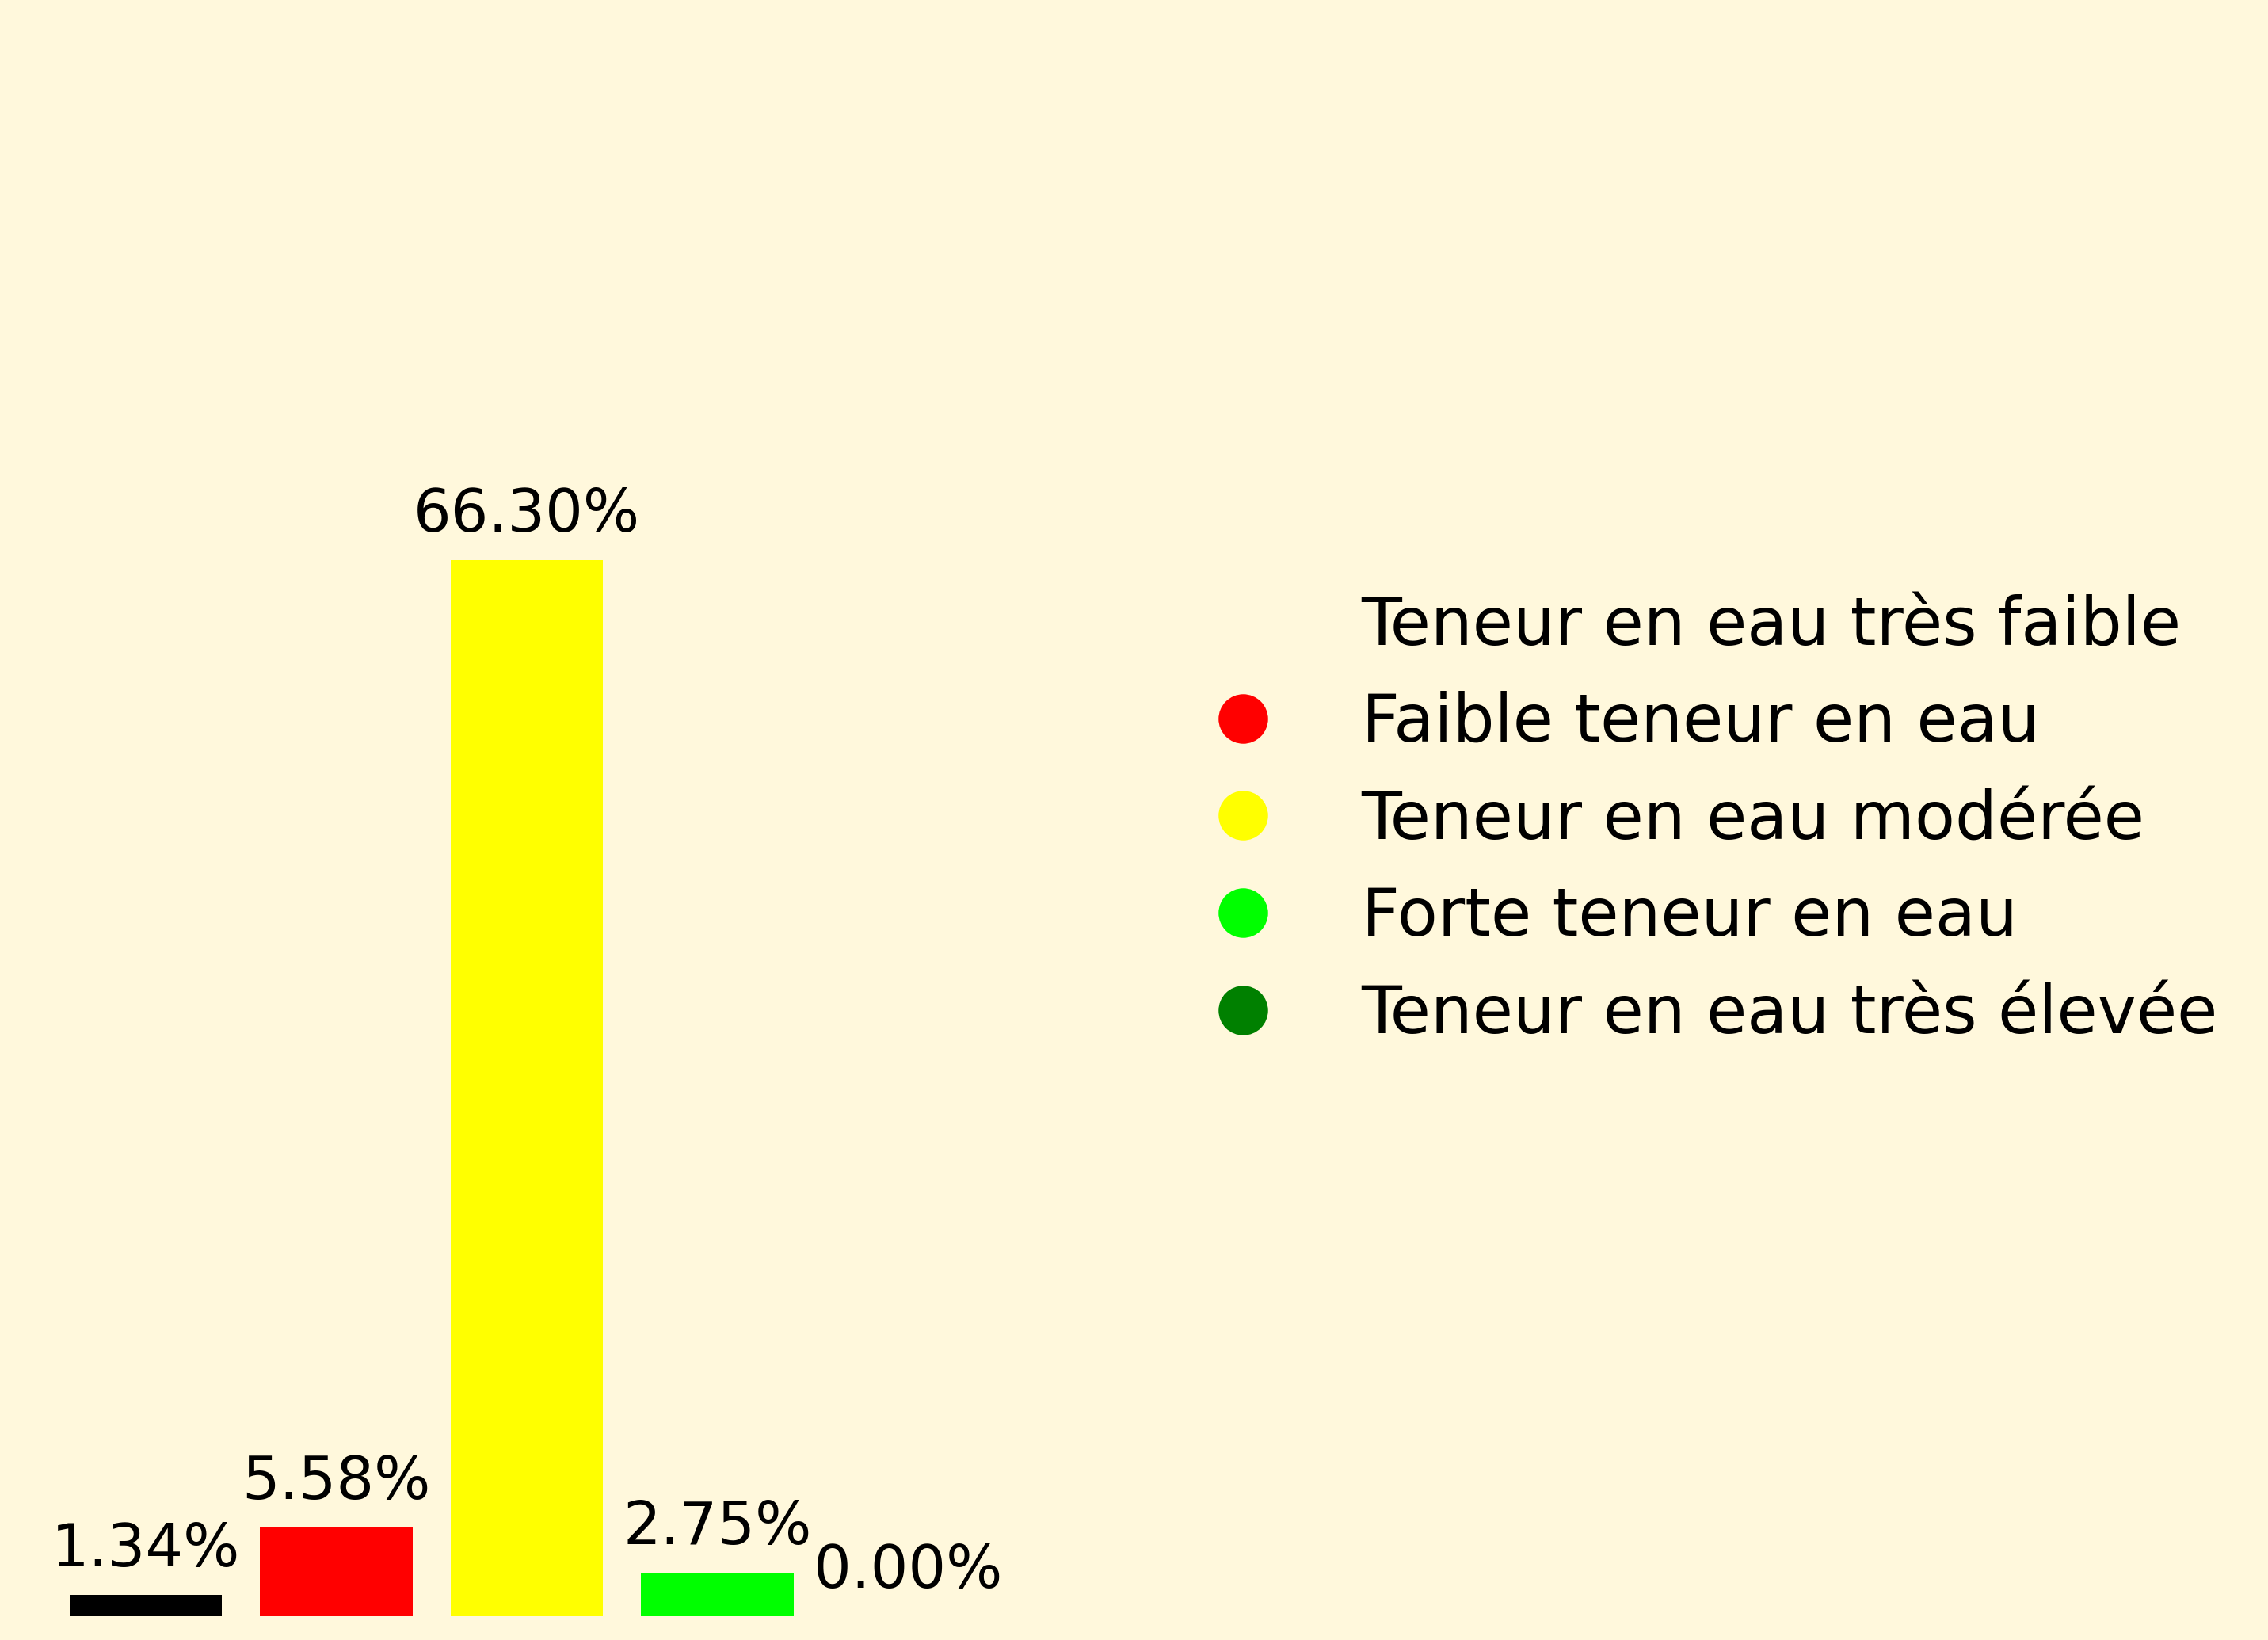 66.30%
5.58%
1.34%
2.75%
0.00%
Teneur en eau très faible
Faible teneur en eau
Teneur en eau modérée
Forte teneur en eau
Teneur en eau très élevée